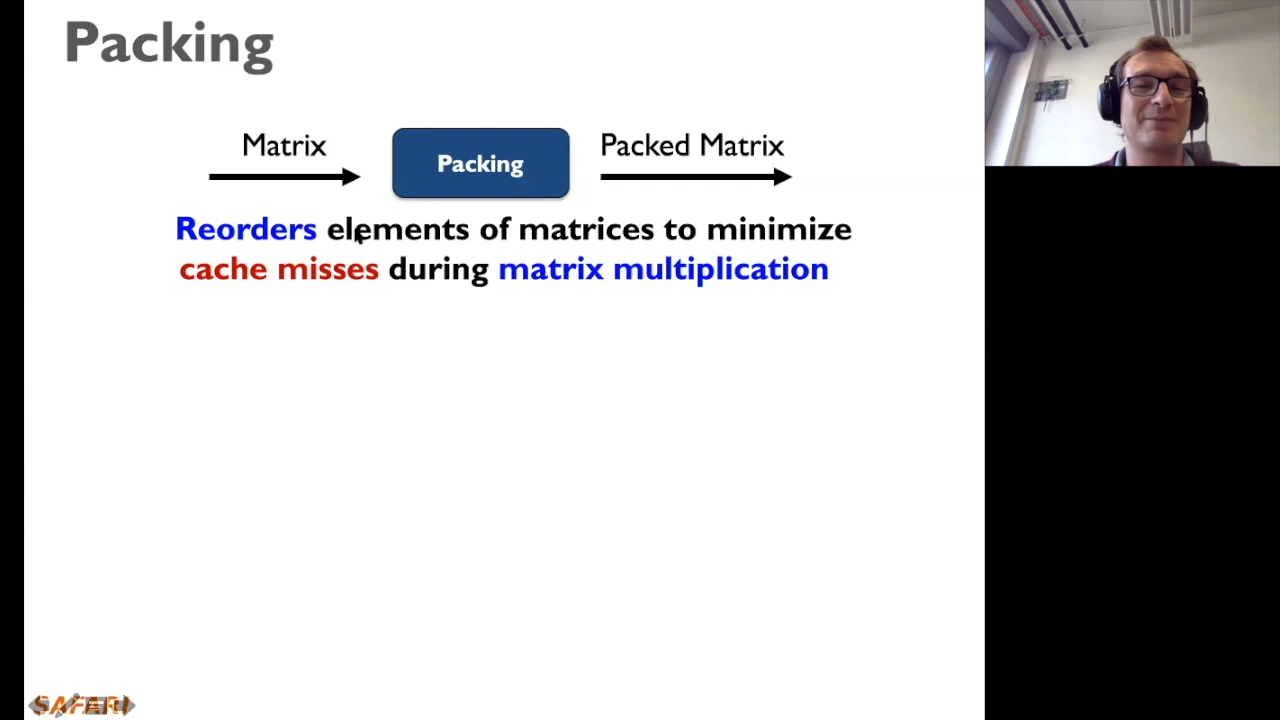 Packing
Matrix
Packing
Packed Matrix
Reorders elements of matrices to minimize
cache misses during matrix multiplication
SAFARI